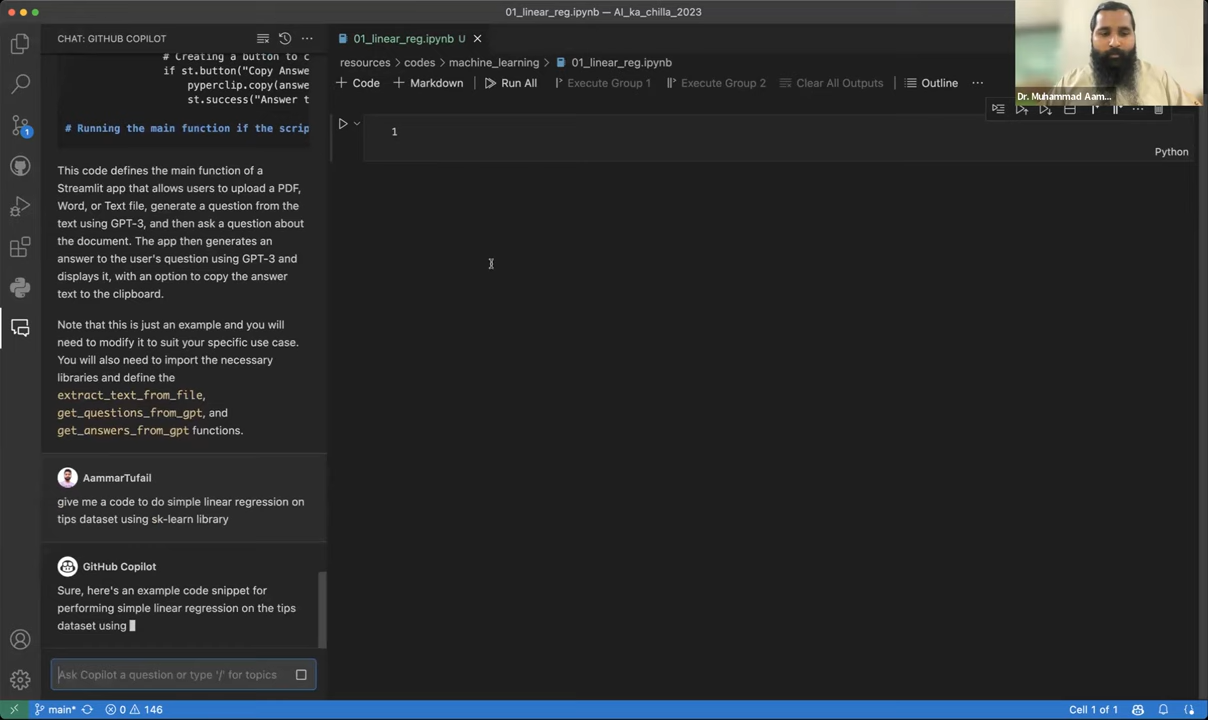 01_linear_reg.ipynb — AI_ka_chilla_2023
CHAT: GITHUB COPILOT
01_linear_reg.ipynb U
resources > codes > machine_learning > 01_linear_reg.ipynb
+ Code + Markdown Run All Execute Group 1 Execute Group 2 Clear All Outputs Outline ...
Dr. Muhammad Aam...
1
Python
# Creating a button to c
if st.button("Copy Answe
pyperclip.copy(answe
st.success("Answer t
# Running the main function if the scrip
This code defines the main function of a
Streamlit app that allows users to upload a PDF,
Word, or Text file, generate a question from the
text using GPT-3, and then ask a question about
the document. The app then generates an
answer to the user's question using GPT-3 and
displays it, with an option to copy the answer
text to the clipboard.
Note that this is just an example and you will
need to modify it to suit your specific use case.
You will also need to import the necessary
libraries and define the
extract_text_from_file,
get_questions_from_gpt, and
get_answers_from_gpt functions.
AammarTufail
give me a code to do simple linear regression on
tips dataset using sk-learn library
GitHub Copilot
Sure, here's an example code snippet for
performing simple linear regression on the tips
dataset using
Ask Copilot a question or type '/' for topics
1
main* 0 146
Cell 1 of 1